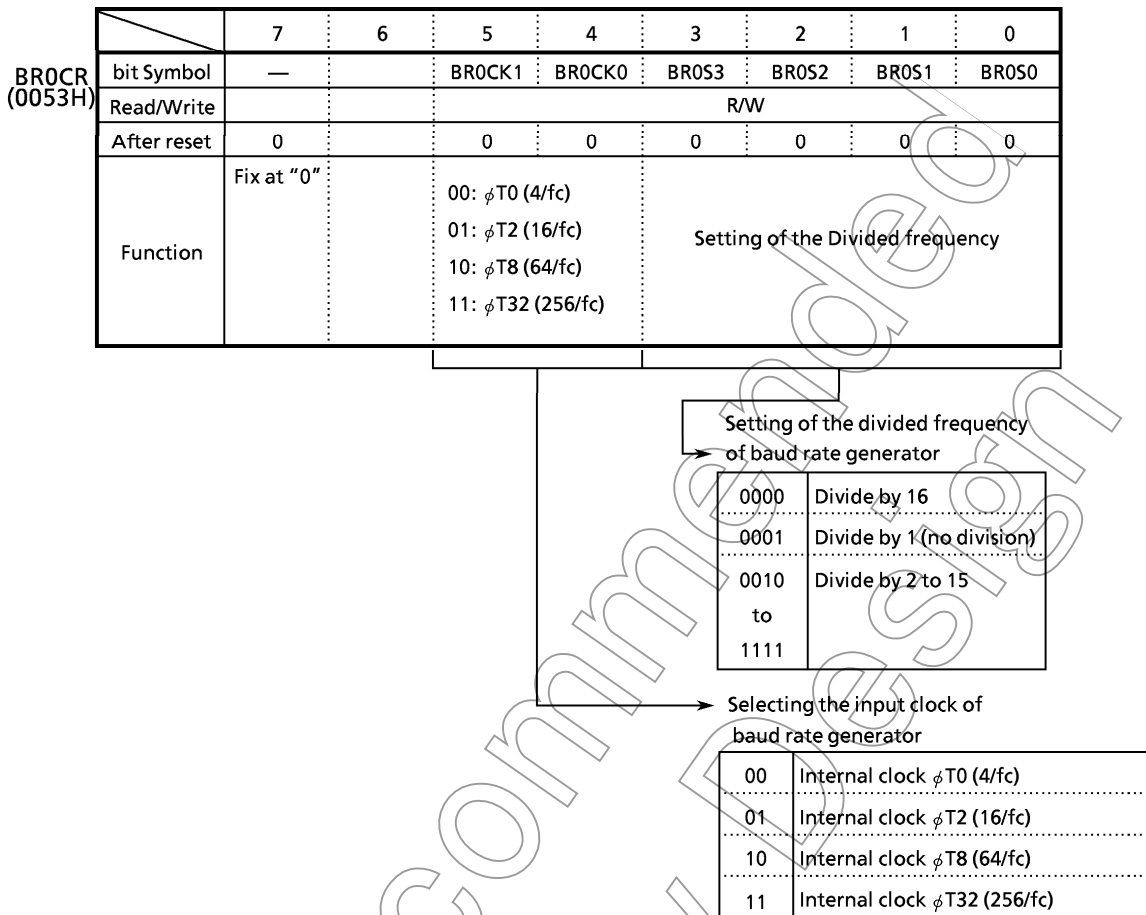 7 6 5 4 3 2 1 0
BR0CR
(0053H)
bit Symbol — BR0CK1 BR0CK0 BR0S3 BR0S2 BR0S1 BR0S0
Read/Write R/W
After reset 0 0 0 0 0 0 0
Function
Fix at “0”
00: ϕT0 (4/fc)
01: ϕT2 (16/fc)
10: ϕT8 (64/fc)
11: ϕT32 (256/fc)
Setting of the Divided frequency
Setting of the divided frequency
of baud rate generator
0000 Divide by 16
0001 Divide by 1 (no division)
0010 Divide by 2 to 15
to
1111
Selecting the input clock of
baud rate generator
00 Internal clock ϕT0 (4/fc)
01 Internal clock ϕT2 (16/fc)
10 Internal clock ϕT8 (64/fc)
11 Internal clock ϕT32 (256/fc)
commended
Design